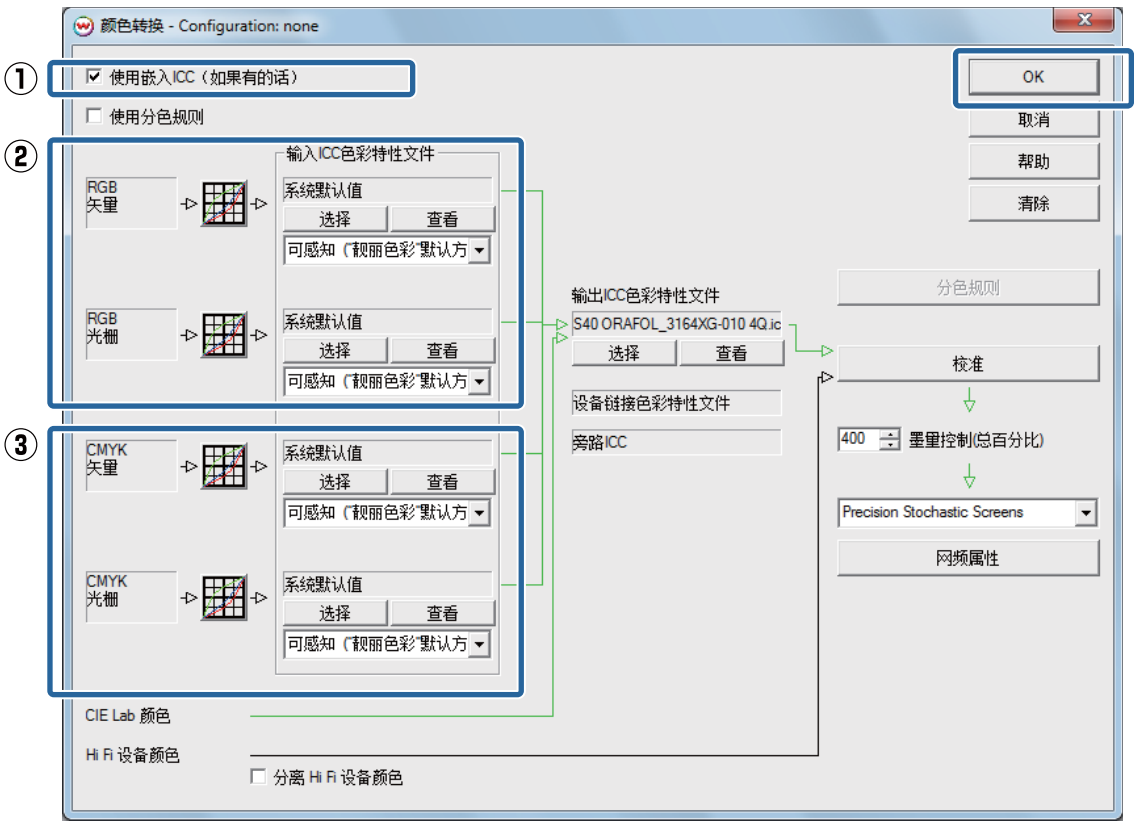 颜色转换 - Configuration: none
①
使用嵌入ICC（如果有的话）
OK
使用分色规则
取消
②
输入ICC色彩特性文件
帮助
RGB
矢里
系统默认值
清除
选择
查看
可感知（“靓丽色彩”默认方
分色规则
输出ICC色彩特性文件
RGB
光栅
系统默认值
S40 ORAFOL_3164XG-010 4Q.ic
选择
查看
选择
查看
校准
可感知（“靓丽色彩”默认方
设备链接色彩特性文件
③
CMYK
矢里
系统默认值
旁路ICC
400
墨量控制(总百分比)
选择
查看
可感知（“靓丽色彩”默认方
Precision Stochastic Screens
网频属性
CMYK
光栅
系统默认值
选择
查看
可感知（“靓丽色彩”默认方
CIE Lab 颜色
Hi Fi 设备颜色
分离 Hi Fi 设备颜色